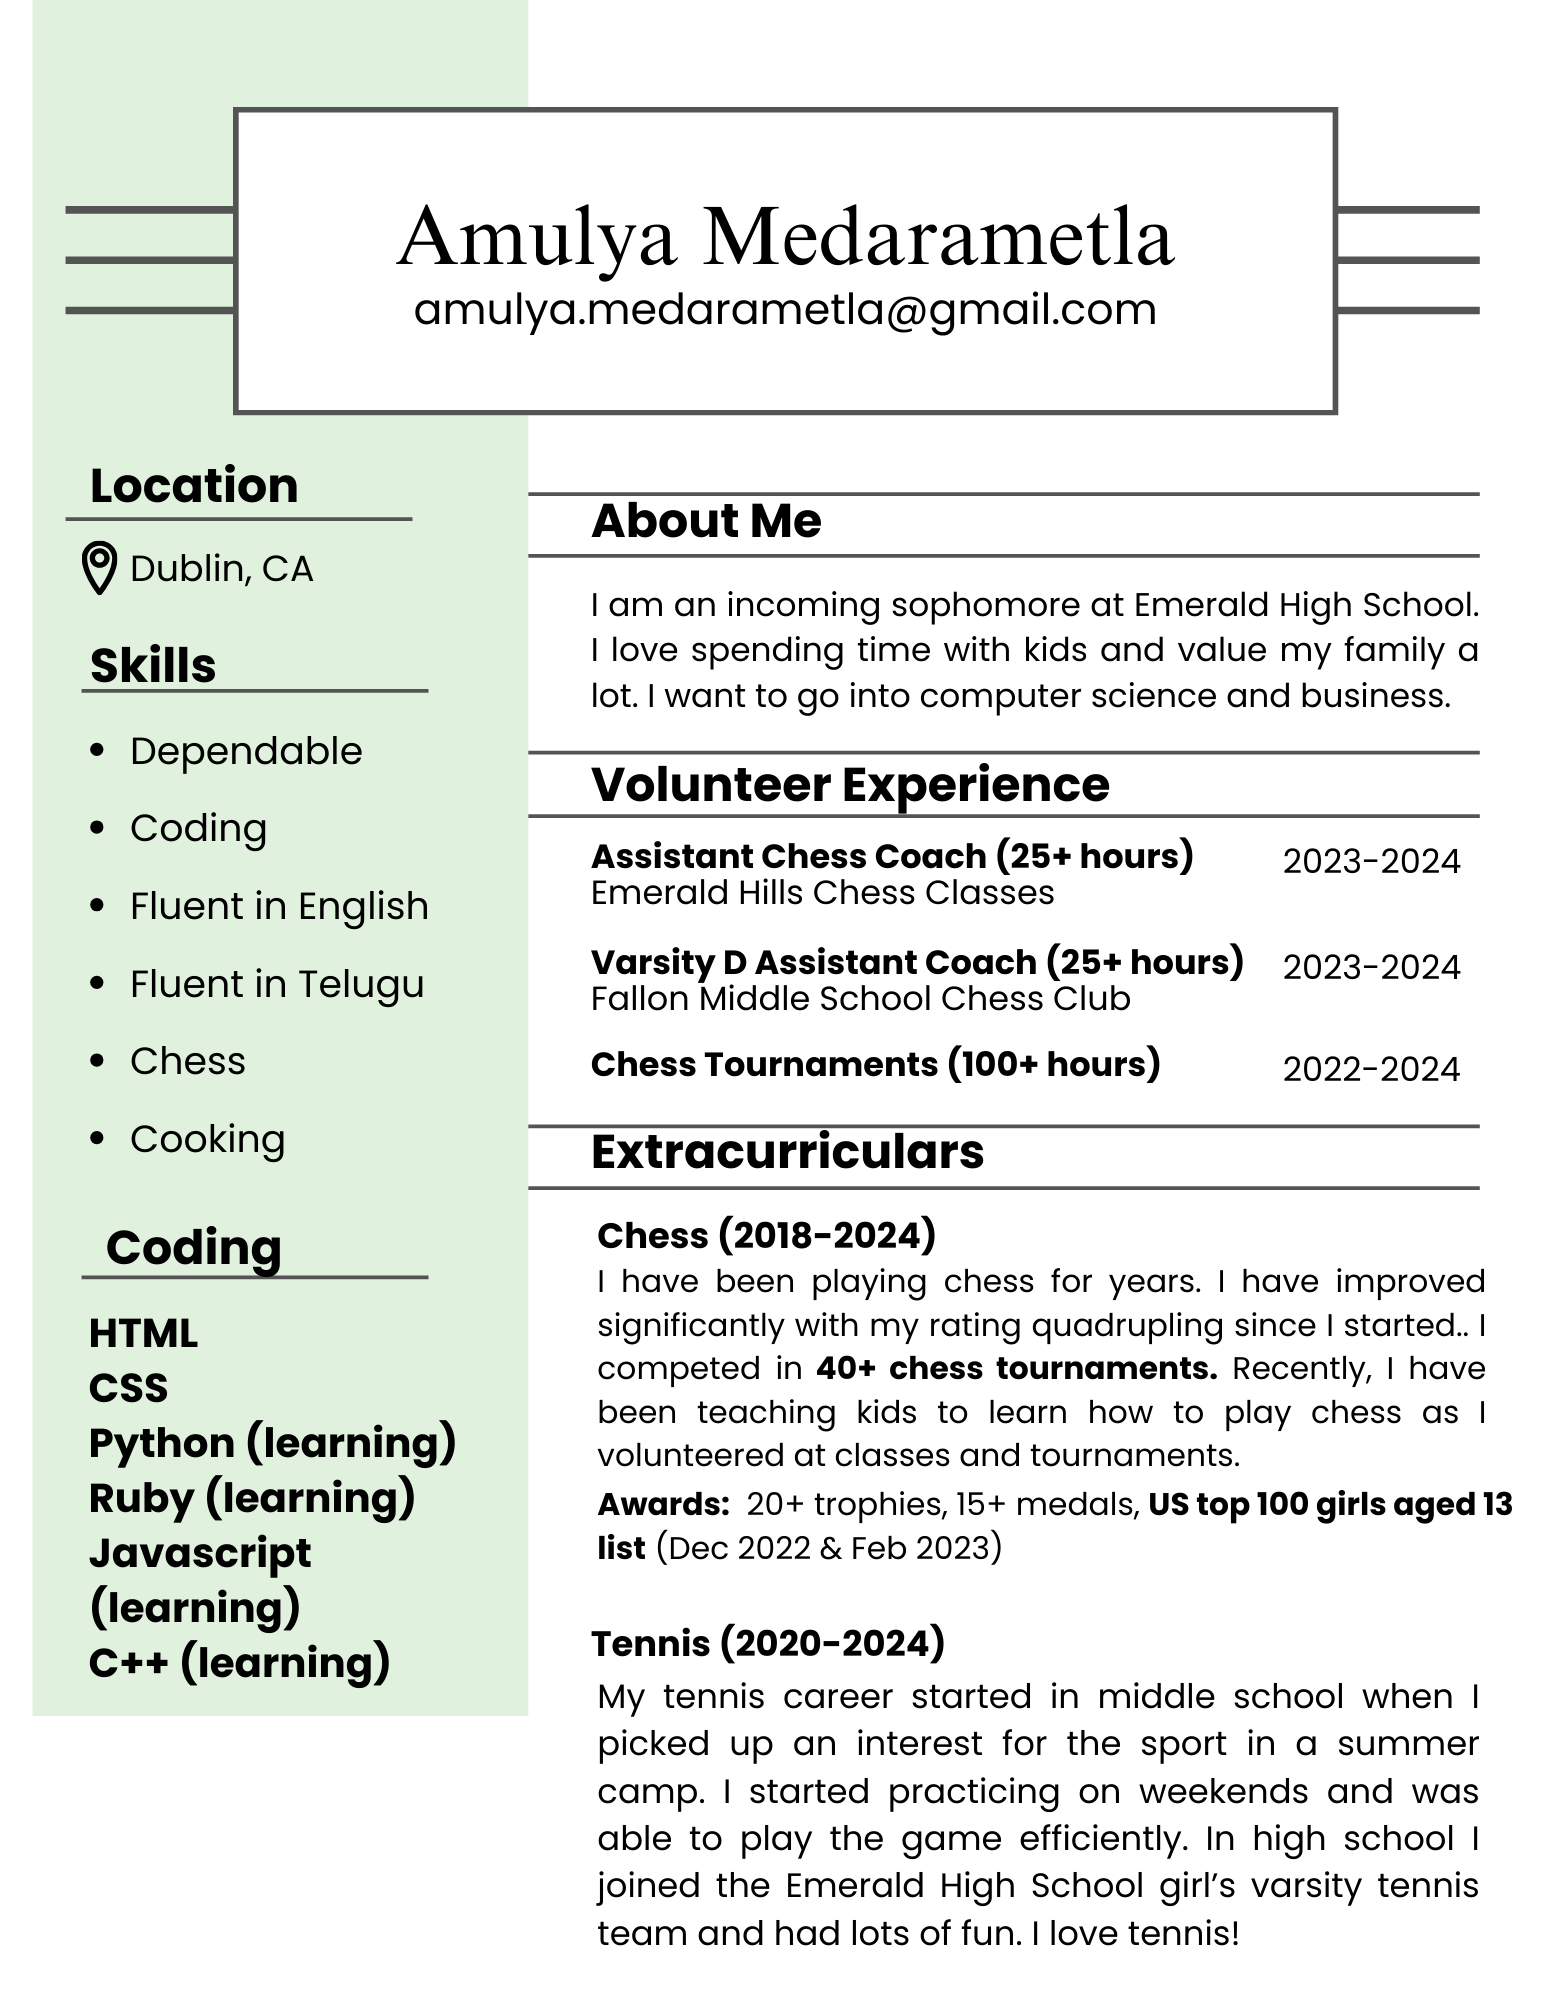 Amulya Medarametla
amulya.medarametla@gmail.com
Location
Dublin, CA
Skills
• Dependable
• Coding
• Fluent in English
• Fluent in Telugu
• Chess
• Cooking
Coding
HTML
CSS
Python (learning)
Ruby (learning)
Javascript
(learning)
C++ (learning)
About Me
I am an incoming sophomore at Emerald High School.
I love spending time with kids and value my family a
lot. I want to go into computer science and business.
Volunteer Experience
Assistant Chess Coach (25+ hours) 2023-2024
Emerald Hills Chess Classes
Varsity D Assistant Coach (25+ hours) 2023-2024
Fallon Middle School Chess Club
Chess Tournaments (100+ hours) 2022-2024
Extracurriculars
Chess (2018-2024)
I have been playing chess for years. I have improved
significantly with my rating quadrupling since I started.. I
competed in 40+ chess tournaments. Recently, I have
been teaching kids to learn how to play chess as I
volunteered at classes and tournaments.
Awards: 20+ trophies, 15+ medals, US top 100 girls aged 13
list (Dec 2022 & Feb 2023)
Tennis (2020-2024)
My tennis career started in middle school when I
picked up an interest for the sport in a summer
camp. I started practicing on weekends and was
able to play the game efficiently. In high school I
joined the Emerald High School girl’s varsity tennis
team and had lots of fun. I love tennis!